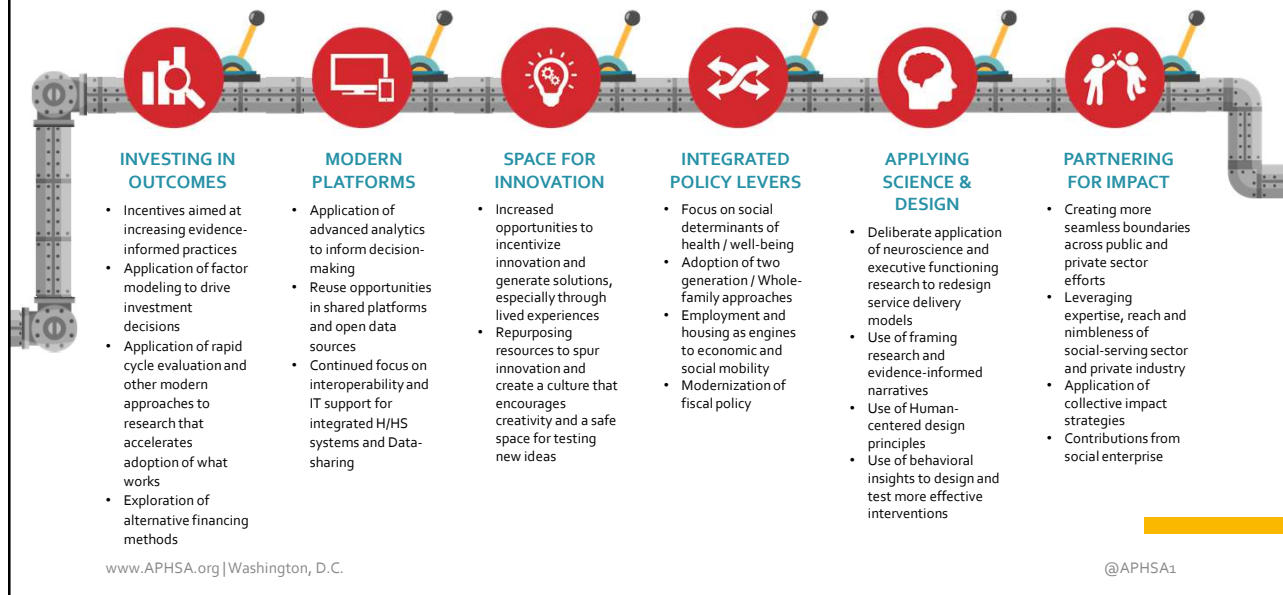 INVESTING IN
OUTCOMES
• Incentives aimed at
increasing evidence-
informed practices
• Application of factor
modeling to drive
investment
decisions
• Application of rapid
cycle evaluation and
other modern
approaches to
research that
accelerates
adoption of what
works
• Exploration of
alternative financing
methods
MODERN
PLATFORMS
• Application of
advanced analytics
to inform decision-
making
• Reuse opportunities
in shared platforms
and open data
sources
• Continued focus on
interoperability and
IT support for
integrated H/HS
systems and Data-
sharing
SPACE FOR
INNOVATION
• Increased
opportunities to
incentivize
innovation and
generate solutions,
especially through
lived experiences
• Repurposing
resources to spur
innovation and
create a culture that
encourages
creativity and a safe
space for testing
new ideas
INTEGRATED
POLICY LEVERS
• Focus on social
determinants of
health / well-being
• Adoption of two
generation / Whole-
family approaches
• Employment and
housing as engines
to economic and
social mobility
• Modernization of
fiscal policy
APPLYING
SCIENCE &
DESIGN
• Deliberate application
of neuroscience and
executive functioning
research to redesign
service delivery
models
• Use of framing
research and
evidence-informed
narratives
• Use of Human-
centered design
principles
• Use of behavioral
insights to design and
test more effective
interventions
PARTNERING
FOR IMPACT
• Creating more
seamless boundaries
across public and
private sector
efforts
• Leveraging
expertise, reach and
nimbleness of
social-serving sector
and private industry
• Application of
collective impact
strategies
• Contributions from
social enterprise
www.APHSA.org | Washington, D.C.
@APHSA1